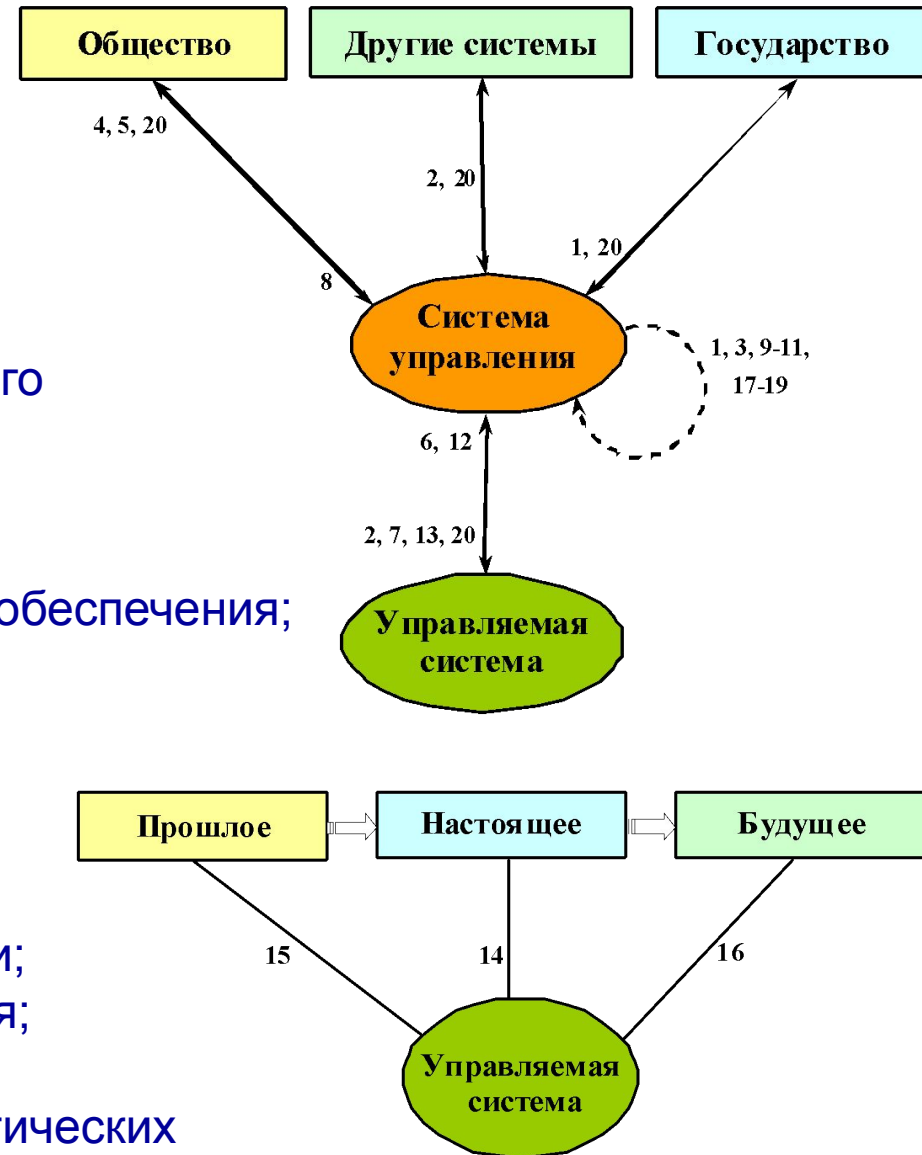 Общество
Другие системы
Государство
4, 5, 20
2, 20
1, 20
8
Система
управления
1, 3, 9-11,
17-19
го
6, 12
2, 7, 13, 20
обеспечения;
Управляемая
система
Прошлое
Настоящее
Будущее
и;
15
14
16
я;
Управляемая
система
тических